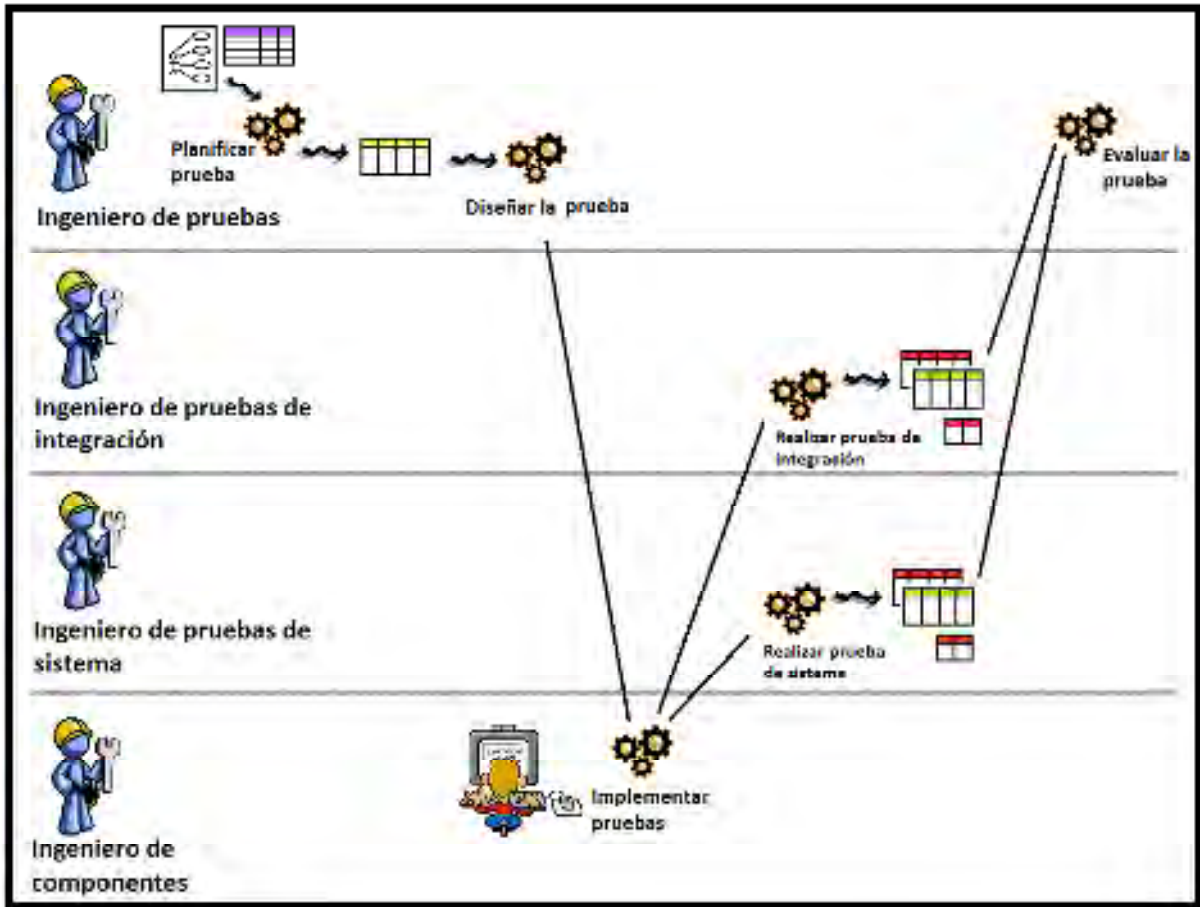 Planificar
prueba
Ingeniero de pruebas
Diseñar la prueba
Evaluar la
prueba
Ingeniero de pruebas de
integración
Realizar prueba de
integración
Ingeniero de pruebas de
sistema
Realizar prueba
de sistema
Ingeniero de
componentes
Implementar
pruebas